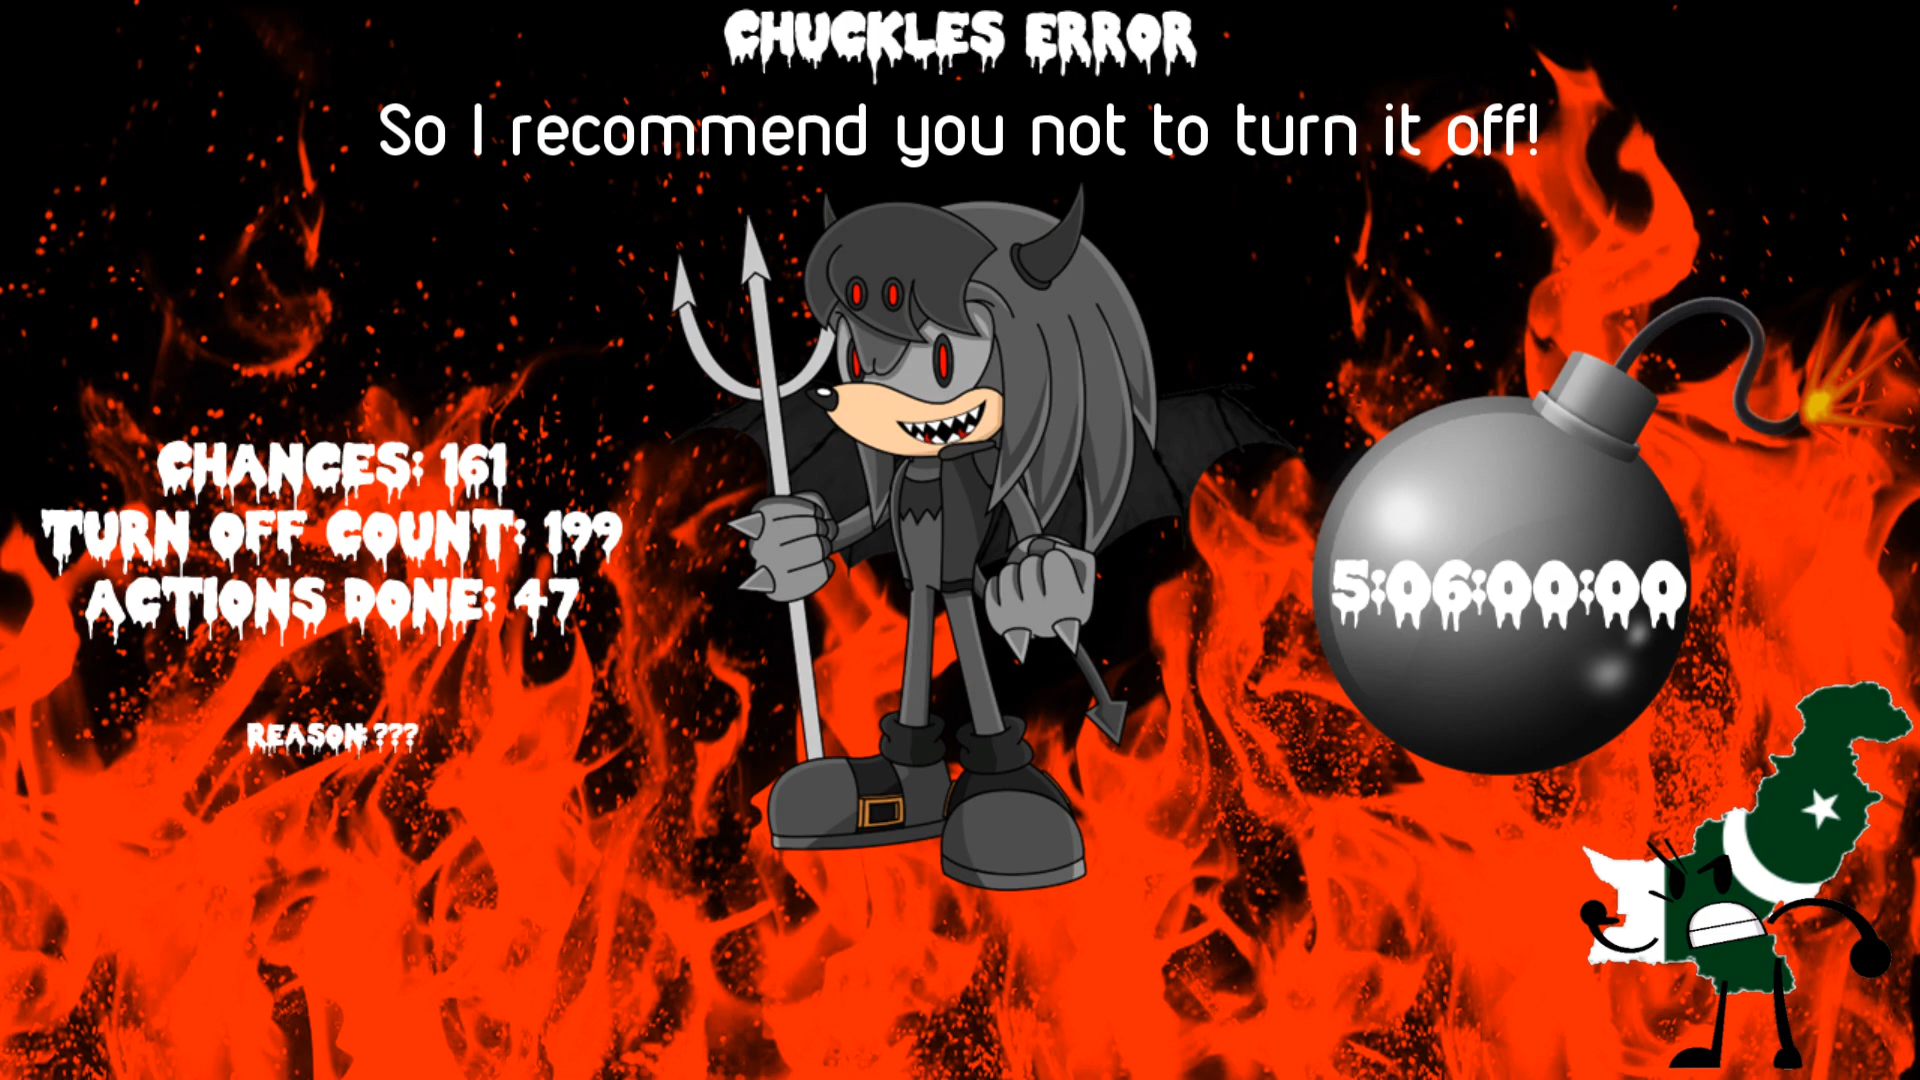 CHUCKLES ERROR
So I recommend you not to turn it off!
CHANCES: 161
TURN OFF COUNT: 199
ACTIONS DONE: 47
REASON: ???
5:06:00:00